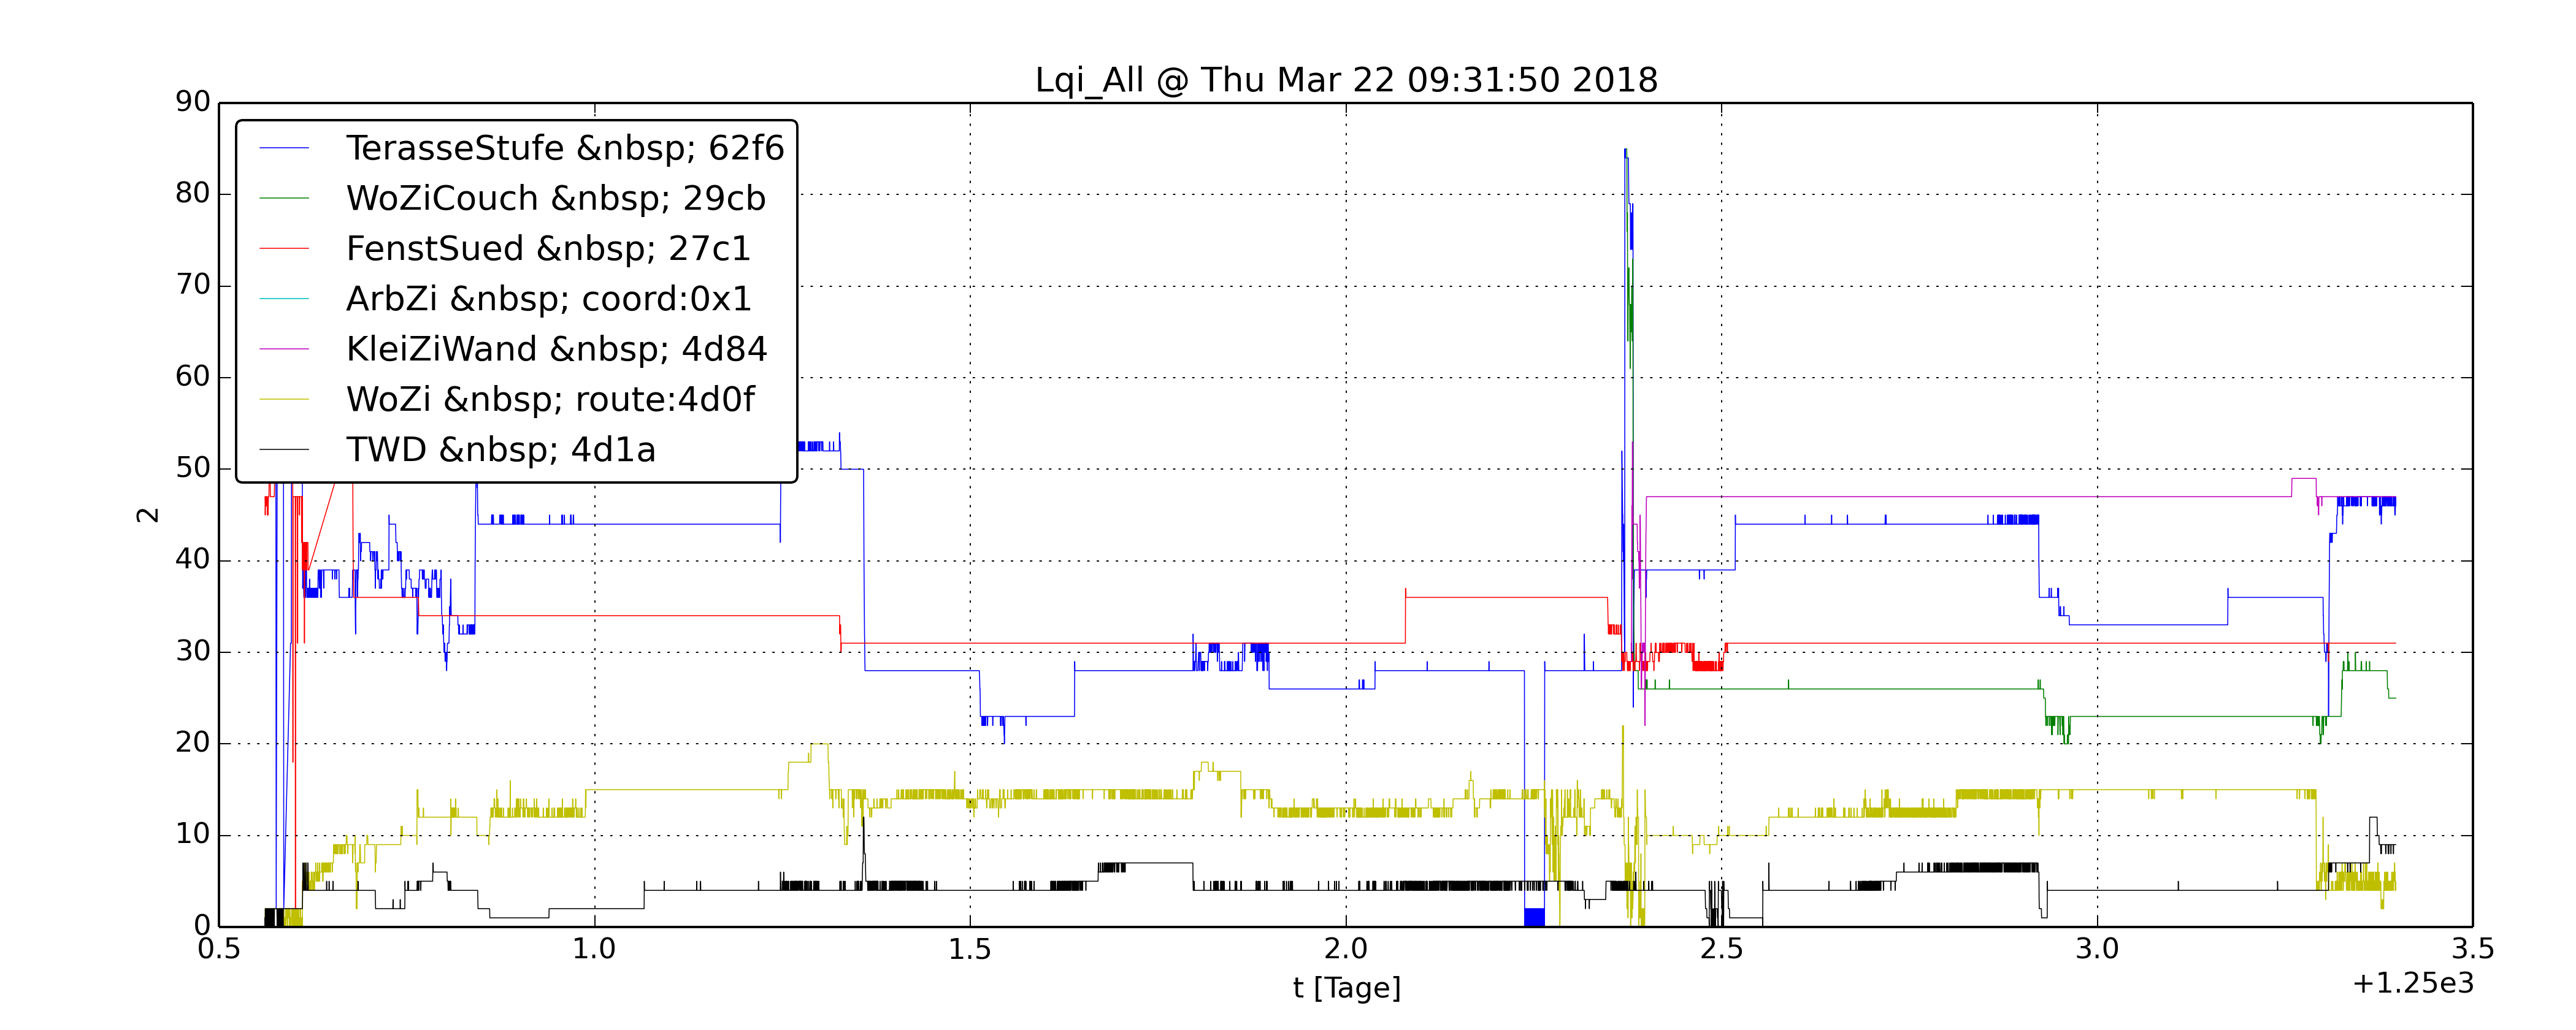 Lqi_All @ Thu Mar 22 09:31:50 2018
90
80
70
60
50
40
30
20
10
0
2
TerasseStufe &nbsp; 62f6
WoZiCouch &nbsp; 29cb
FenstSued &nbsp; 27c1
ArbZi &nbsp; coord:0x1
KleiZiWand &nbsp; 4d84
WoZi &nbsp; route:4d0f
TWD &nbsp; 4d1a
0.5 1.0 1.5 2.0 2.5 3.0 3.5
t [Tage]
+1.25e3